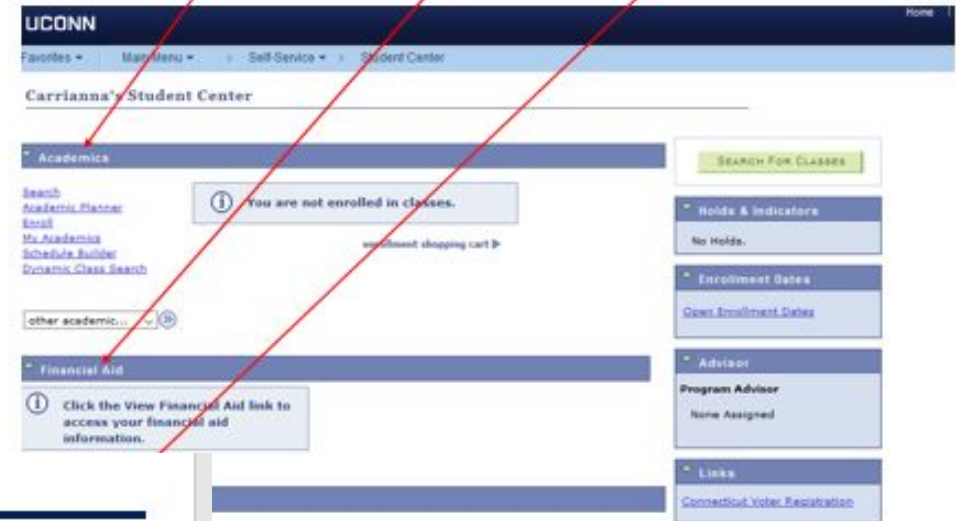 UCONN
Home
Favorites
Main Menu
Self-Service
Student Center
Carrianna's Student Center
Academics
Search
Academic Planner
Enroll
My Academics
Schedule Builder
Dynamic Class Search
You are not enrolled in classes.
enrollment shopping cart
other academic...
Financial Aid
Click the View Financial Aid link to
access your financial aid
information.
SEARCH FOR CLASSES
Holds & Indicators
No Holds.
Enrollment Dates
Open Enrollment Dates
Advisor
Program Advisor
None Assigned
Links
Connecticut Voter Registration